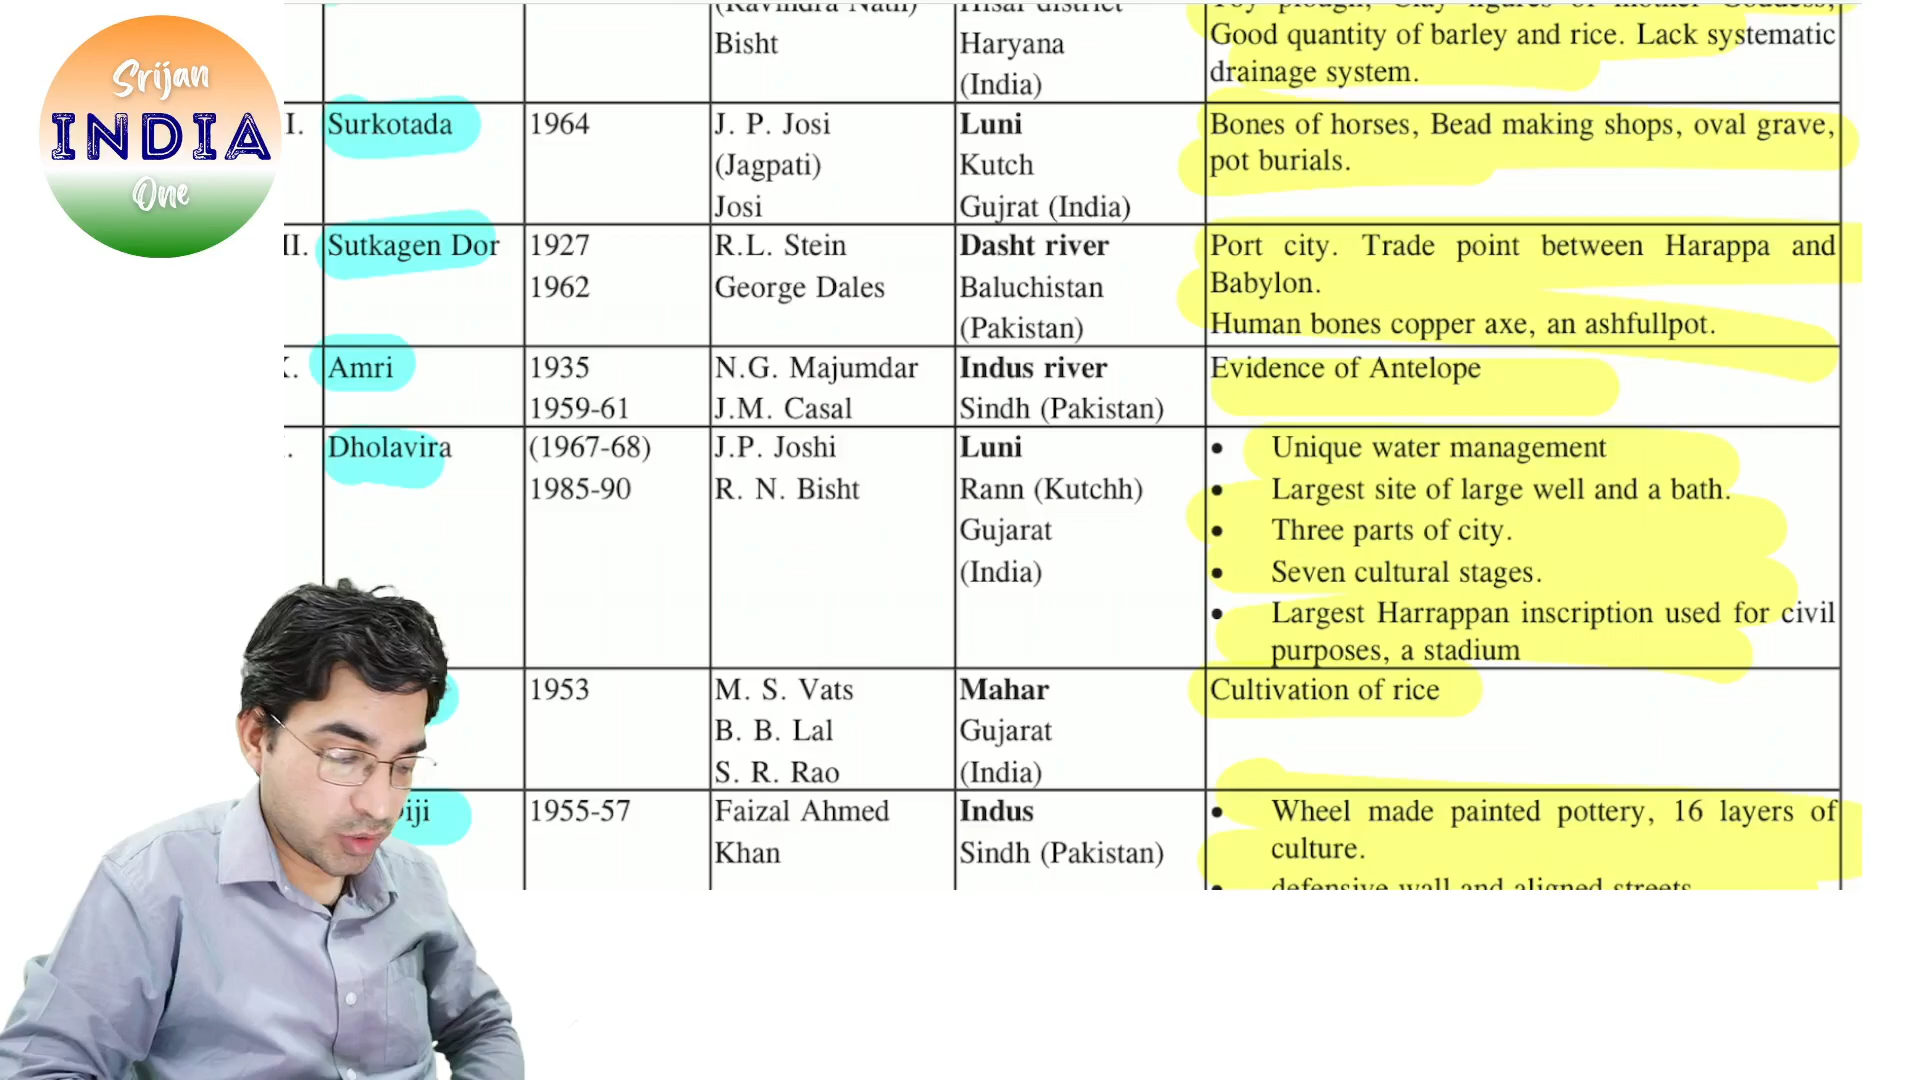 Srijan
INDIA
One
Bisht
Haryana
(India)
Good quantity of barley and rice. Lack systematic
drainage system.
I.
Surkotada
1964
J. P. Josi
(Jagpati)
Josi
Luni
Kutch
Gujrat (India)
Bones of horses, Bead making shops, oval grave,
pot burials.
II.
Sutkagen Dor
1927
1962
R.L. Stein
George Dales
Dasht river
Baluchistan
(Pakistan)
Port city. Trade point between Harappa and
Babylon.
Human bones copper axe, an ashfullpot.
Amri
1935
1959-61
N.G. Majumdar
J.M. Casal
Indus river
Sindh (Pakistan)
Evidence of Antelope
Dholavira
(1967-68)
1985-90
J.P. Joshi
R. N. Bisht
Luni
Rann (Kutchh)
Gujarat
(India)
• Unique water management
• Largest site of large well and a bath.
• Three parts of city.
• Seven cultural stages.
• Largest Harrappan inscription used for civil
purposes, a stadium
1953
M. S. Vats
B. B. Lal
S. R. Rao
Mahar
Gujarat
(India)
Cultivation of rice
iji
1955-57
Faizal Ahmed
Khan
Indus
Sindh (Pakistan)
• Wheel made painted pottery, 16 layers of
culture.
• defensive wall and aligned streets